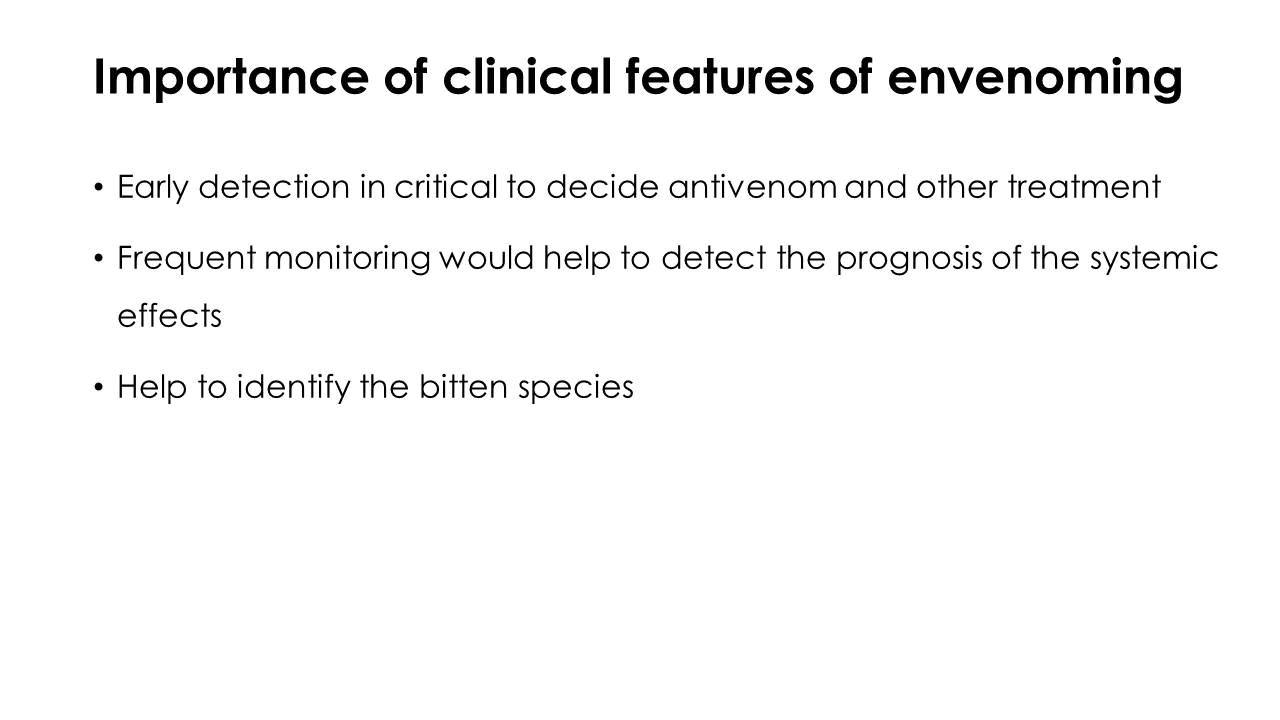 Importance of clinical features of envenoming
• Early detection in critical to decide antivenom and other treatment
• Frequent monitoring would help to detect the prognosis of the systemic
effects
• Help to identify the bitten species